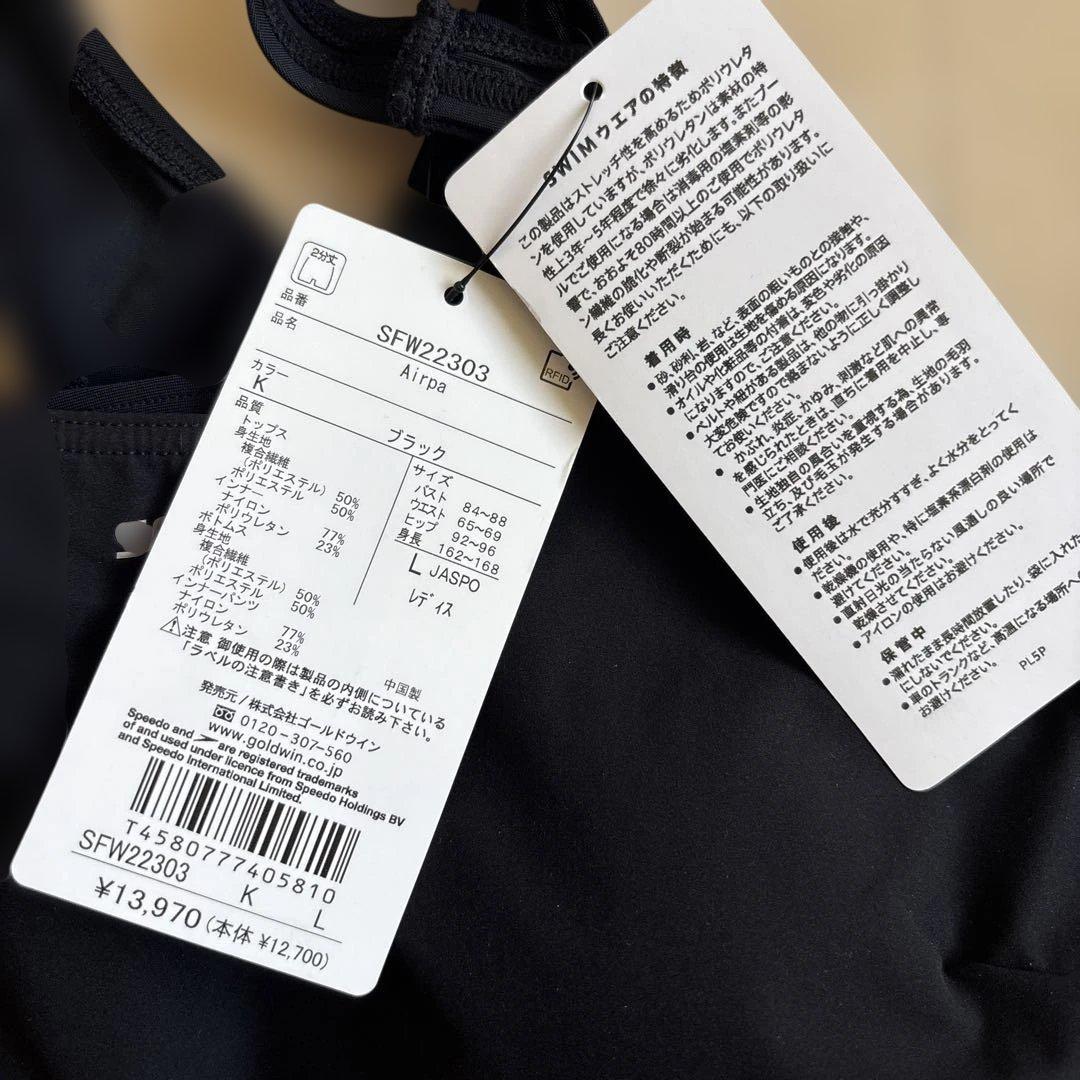 2分丈
品番
SFW22303
品名
Airpa
RFID
カラー
K
ブラック
品質
トップス
身生地
複合繊維
(ポリエステル) 50%
ポリエステル 50%
インナー
ナイロン 77%
ポリウレタン 23%
ボトムス
身生地
複合繊維
(ポリエステル) 50%
ポリエステル 50%
インナーパンツ
ナイロン 77%
ポリウレタン 23%
サイズ
バスト 84~88
ウエスト 65~69
ヒップ 92~96
身長 162~168
L JASPO
レディス
中国製
⚠注意 御使用の際は製品の内側についている
「ラベルの注意書き」を必ずお読み下さい。
発売元/株式会社ゴールドウイン
0120-307-560
www.goldwin.co.jp
Speedo and are registered trademarks
of and used under licence from Speedo Holdings BV
and Speedo International Limited.
T4580777405810
SFW22303 K L
¥13,970(本体 ¥12,700)
SWIMウエアの特徴
この製品はストレッチ性を高めるためポリウレタ
ンを使用していますが、ポリウレタンは素材の特
性上3年~5年程度で徐々に劣化します。またプー
ルでご使用になる場合は消毒用の塩素剤等の影
響で、おおよそ80時間以上のご使用でポリウレタ
ン繊維の脆化や断裂が始まる可能性があります。
長くお使いいただくためにも、以下の取り扱いに
ご注意ください。
着用時
●砂、砂利、岩など、表面の粗いものとの接触や、
滑り台の使用は生地を傷める原因になります。
●オイルや化粧品等の付着は、変色や劣化の原因
になりますので、ご注意ください。
●ベルトや紐がある製品は、他の物に引っ掛かり
大変危険ですので絡まないように正しく調整し
てお使いください。
●かぶれ、炎症、かゆみ、刺激など肌への異常
を感じられたときは、直ちに着用を中止し、専
門医にご相談ください。
●生地独自の風合いを重視する為、生地の毛羽
立ち、及び毛玉が発生する場合があります。
ご了承ください。
使用後
●使用後は水で充分すすぎ、よく水分をとってく
ださい。
●乾燥機の使用や、特に塩素系漂白剤の使用は
避けてください。
●直射日光の当たらない風通しの良い場所で
乾燥させてください。
●アイロンの使用はお避けください。
保管中
●濡れたまま長時間放置したり、袋に入れた
にしないでください。
●車のトランクなど、高温になる場所へ
お避けください。
PL5P